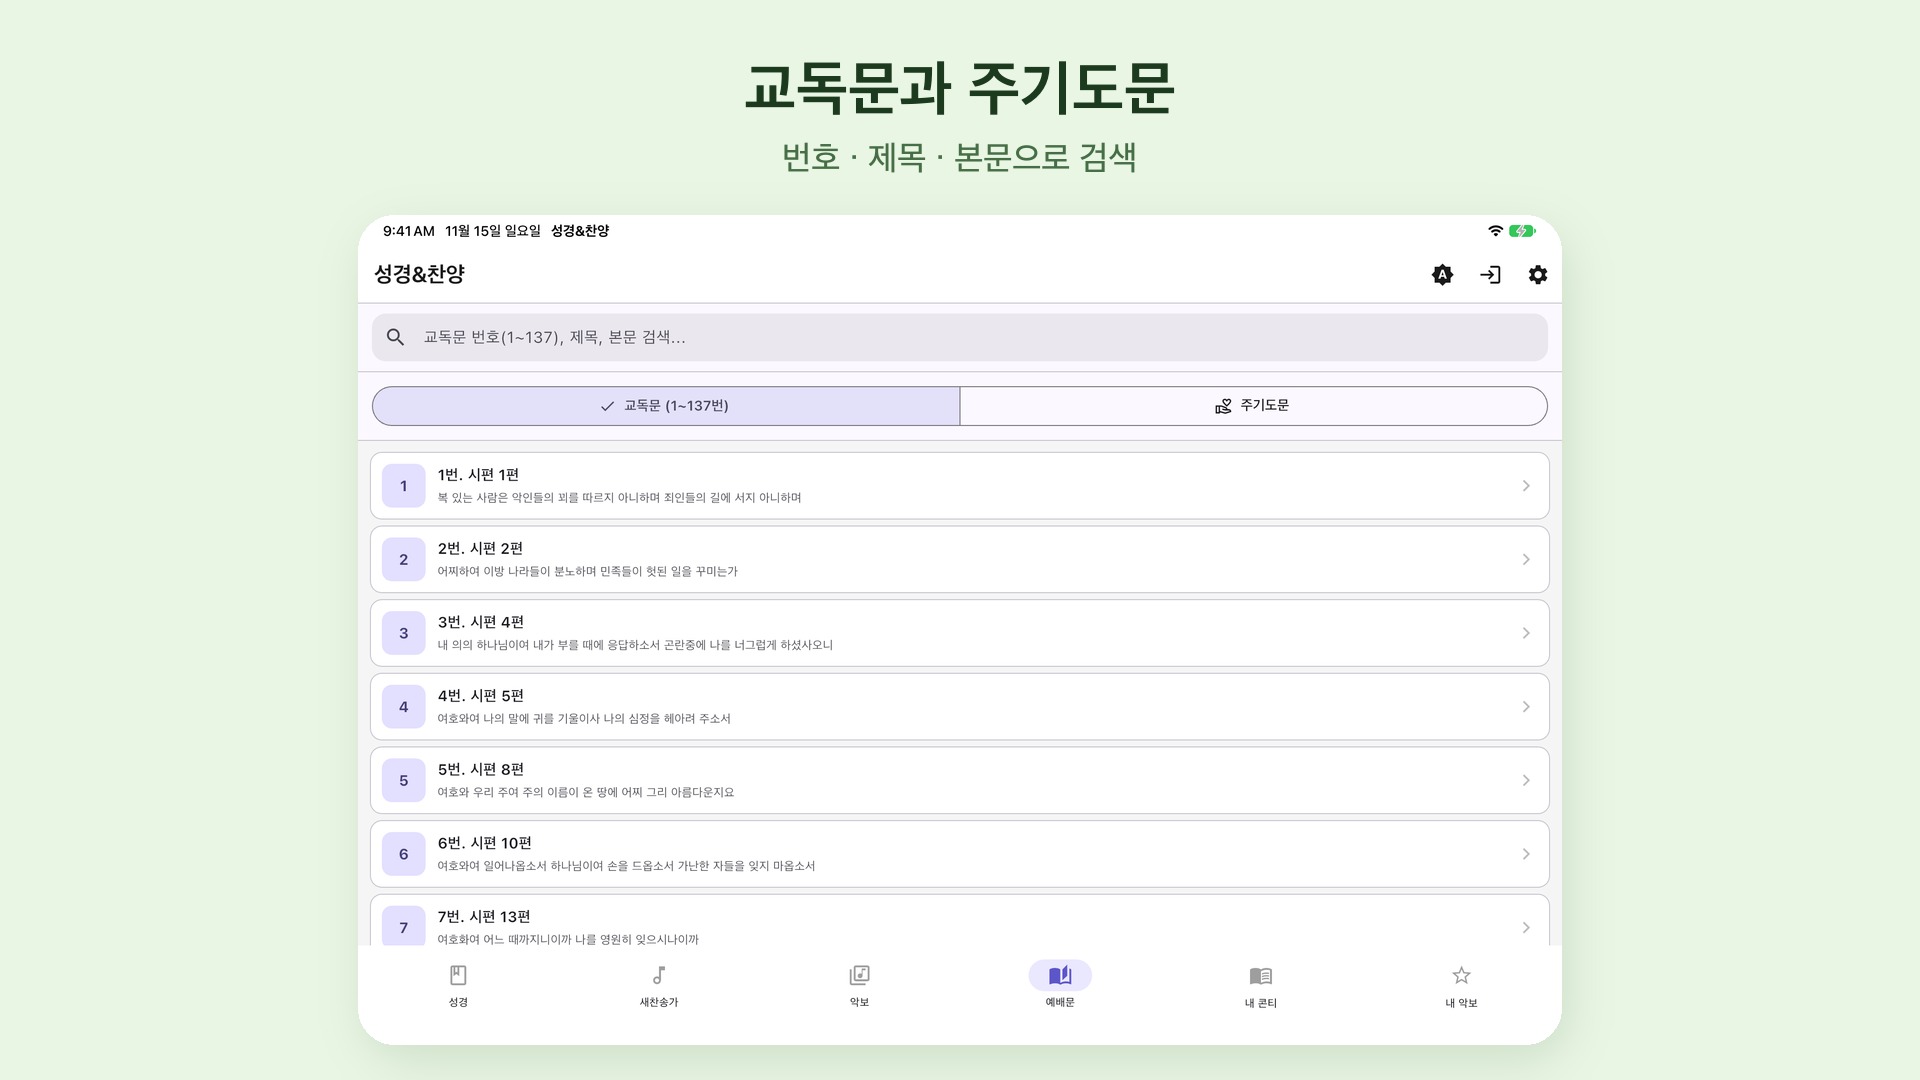 교독문과 주기도문
번호 · 제목 · 본문으로 검색
9:41 AM 11월 15일 일요일 성경&찬양
성경&찬양
A
교독문 번호(1~137), 제목, 본문 검색...
교독문 (1~137번)
주기도문
1
1번. 시편 1편
복 있는 사람은 악인들의 꾀를 따르지 아니하며 죄인들의 길에 서지 아니하며
2
2번. 시편 2편
어찌하여 이방 나라들이 분노하며 민족들이 헛된 일을 꾸미는가
3
3번. 시편 4편
내 의의 하나님이여 내가 부를 때에 응답하소서 곤란중에 나를 너그럽게 하셨사오니
4
4번. 시편 5편
여호와여 나의 말에 귀를 기울이사 나의 심정을 헤아려 주소서
5
5번. 시편 8편
여호와 우리 주여 주의 이름이 온 땅에 어찌 그리 아름다운지요
6
6번. 시편 10편
여호와여 일어나옵소서 하나님이여 손을 드옵소서 가난한 자들을 잊지 마옵소서
7
7번. 시편 13편
여호화여 어느 때까지니이까 나를 영원히 잊으시나이까
성경
새찬송가
악보
예배문
내 콘티
내 악보